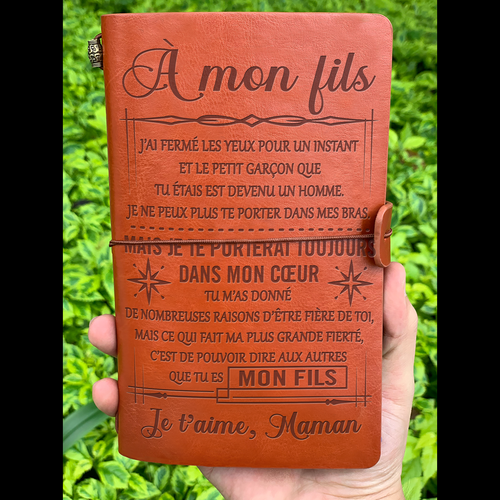 À mon fils
J'AI FERMÉ LES YEUX POUR UN INSTANT
ET LE PETIT GARÇON QUE
TU ÉTAIS EST DEVENU UN HOMME.
JE NE PEUX PLUS TE PORTER DANS MES BRAS,
MAIS JE TE PORTERAI TOUJOURS
DANS MON CŒUR
TU M'AS DONNÉ
DE NOMBREUSES RAISONS D'ÊTRE FIÈRE DE TOI,
MAIS CE QUI FAIT MA PLUS GRANDE FIERTÉ,
C'EST DE POUVOIR DIRE AUX AUTRES
QUE TU ES MON FILS
Je t'aime, Maman